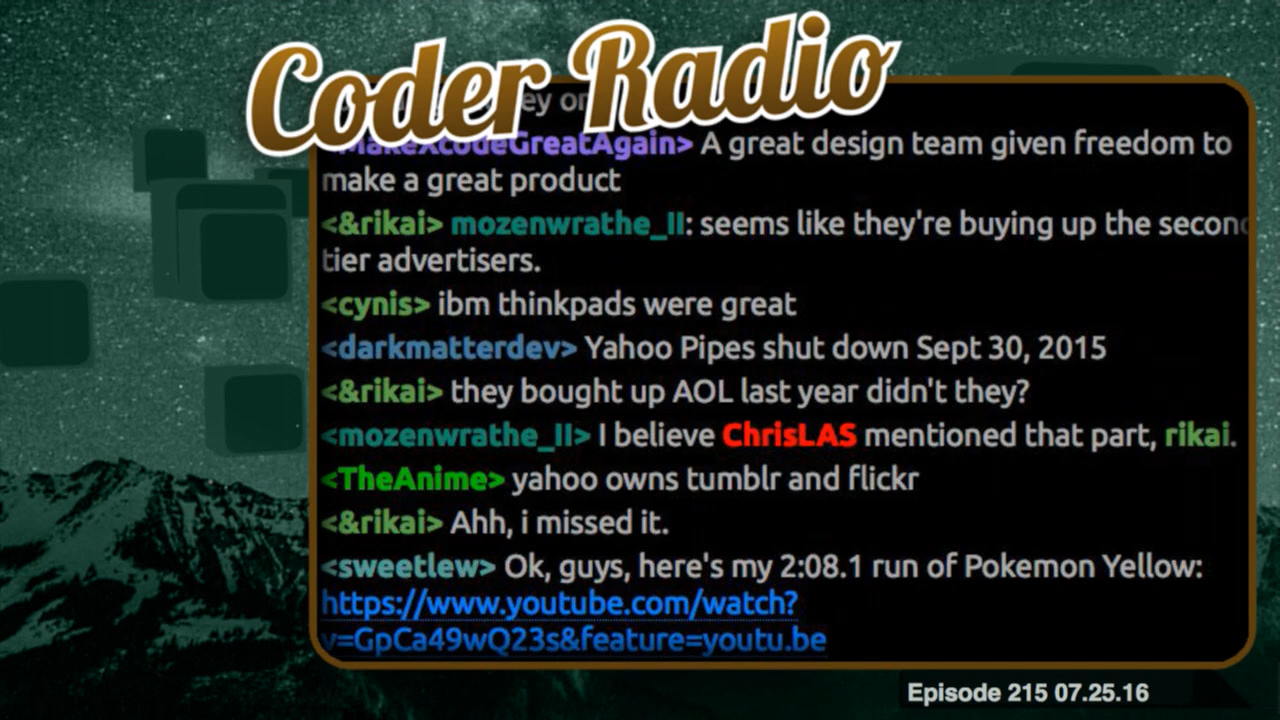 Coder Radio
ey on
MakeXcodeGreatAgain> A great design team given freedom to
make a great product
<&rikai> mozenwrathe_II: seems like they're buying up the second
tier advertisers.
<cynis> ibm thinkpads were great
<darkmatterdev> Yahoo Pipes shut down Sept 30, 2015
<&rikai> they bought up AOL last year didn't they?
<mozenwrathe_II> I believe ChrisLAS mentioned that part, rikai.
<TheAnime> yahoo owns tumblr and flickr
<&rikai> Ahh, i missed it.
<sweetlew> Ok, guys, here's my 2:08.1 run of Pokemon Yellow:
https://www.youtube.com/watch?
v=GpCa49wQ23s&feature=youtu.be
Episode 215 07.25.16